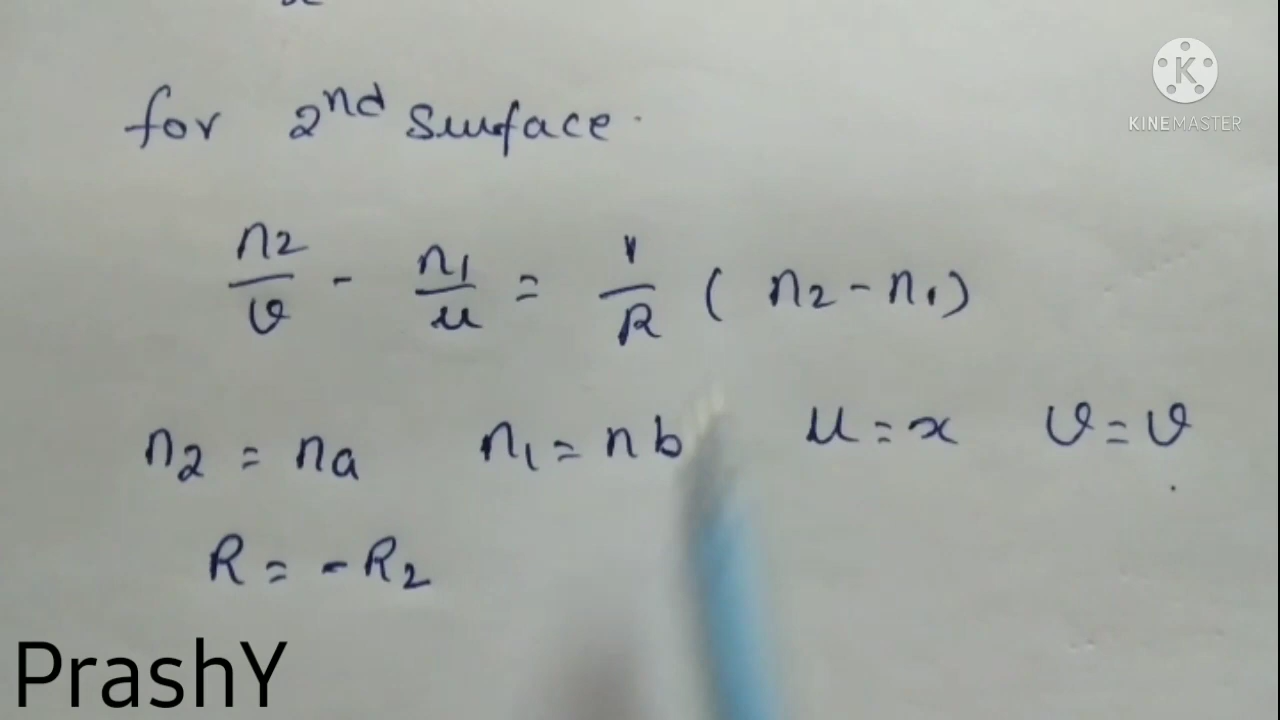 for 2nd surface.
n2/v - n1/u = 1/R ( n2 - n1)
n2 = na n1 = nb u = x v = v
R = -R2
KINEMASTER
PrashY